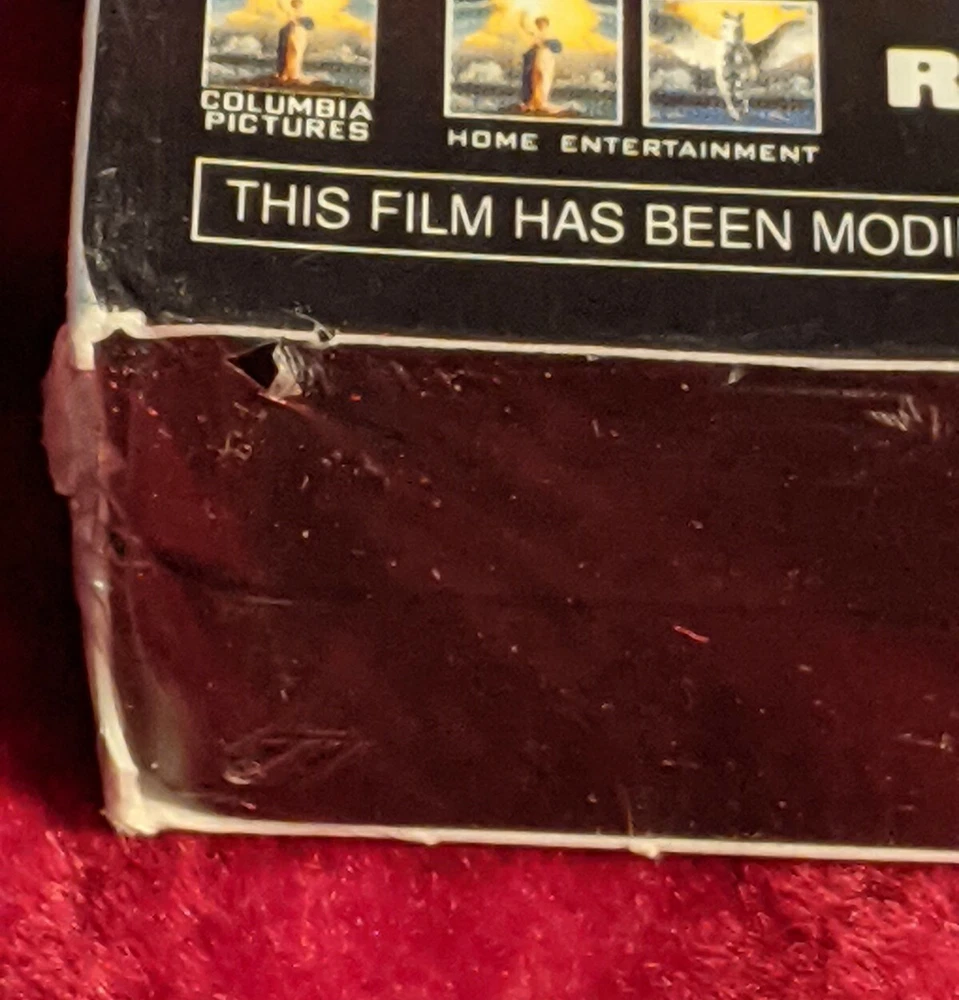 COLUMBIA
PICTURES
HOME ENTERTAINMENT
R
THIS FILM HAS BEEN MODI